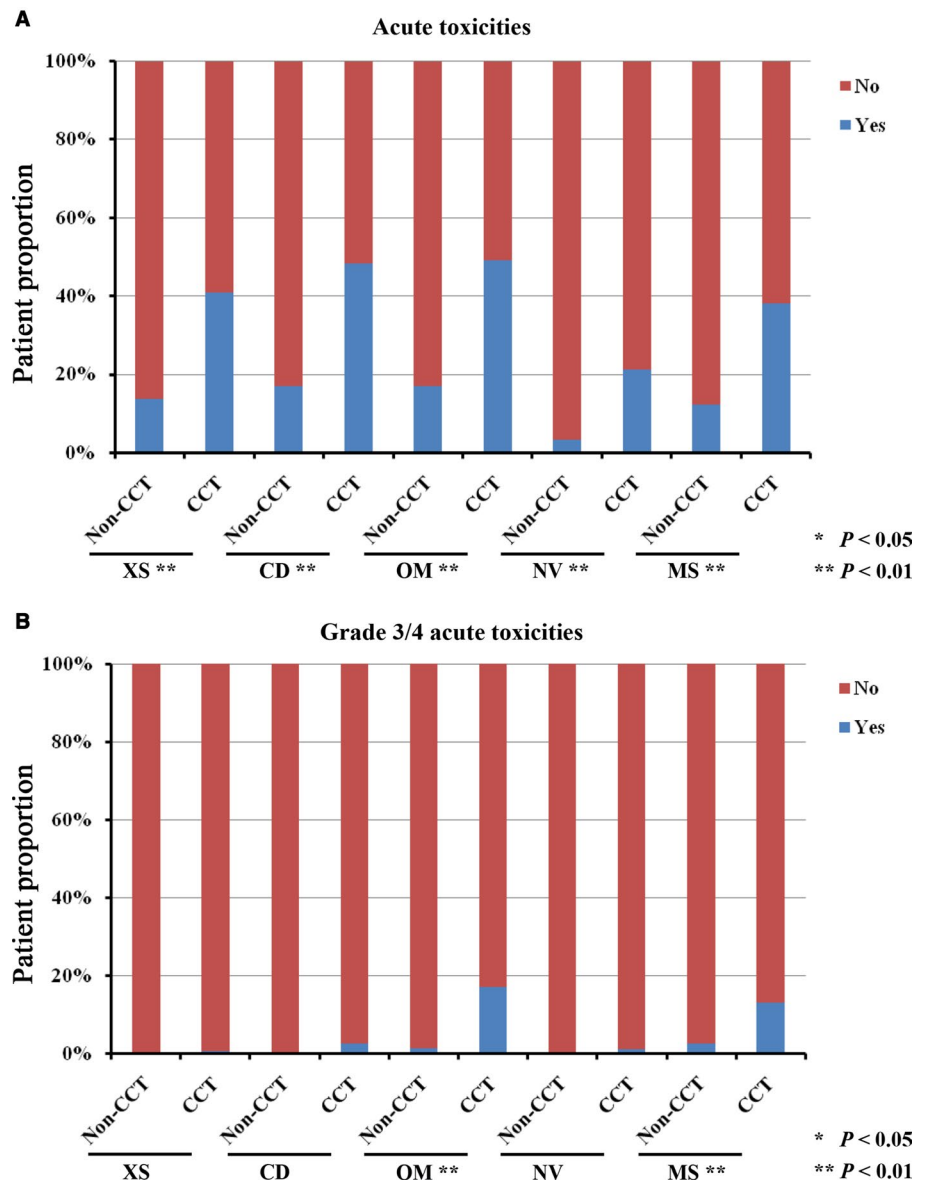 A
Acute toxicities
Patient proportion
100%
80%
60%
40%
20%
0%
No
Yes
Non-CCT CCT Non-CCT CCT Non-CCT CCT Non-CCT CCT Non-CCT CCT
XS ** CD ** OM ** NV ** MS **
* P < 0.05
** P < 0.01
B
Grade 3/4 acute toxicities
Patient proportion
100%
80%
60%
40%
20%
0%
No
Yes
Non-CCT CCT Non-CCT CCT Non-CCT CCT Non-CCT CCT Non-CCT CCT
XS CD OM ** NV MS **
* P < 0.05
** P < 0.01